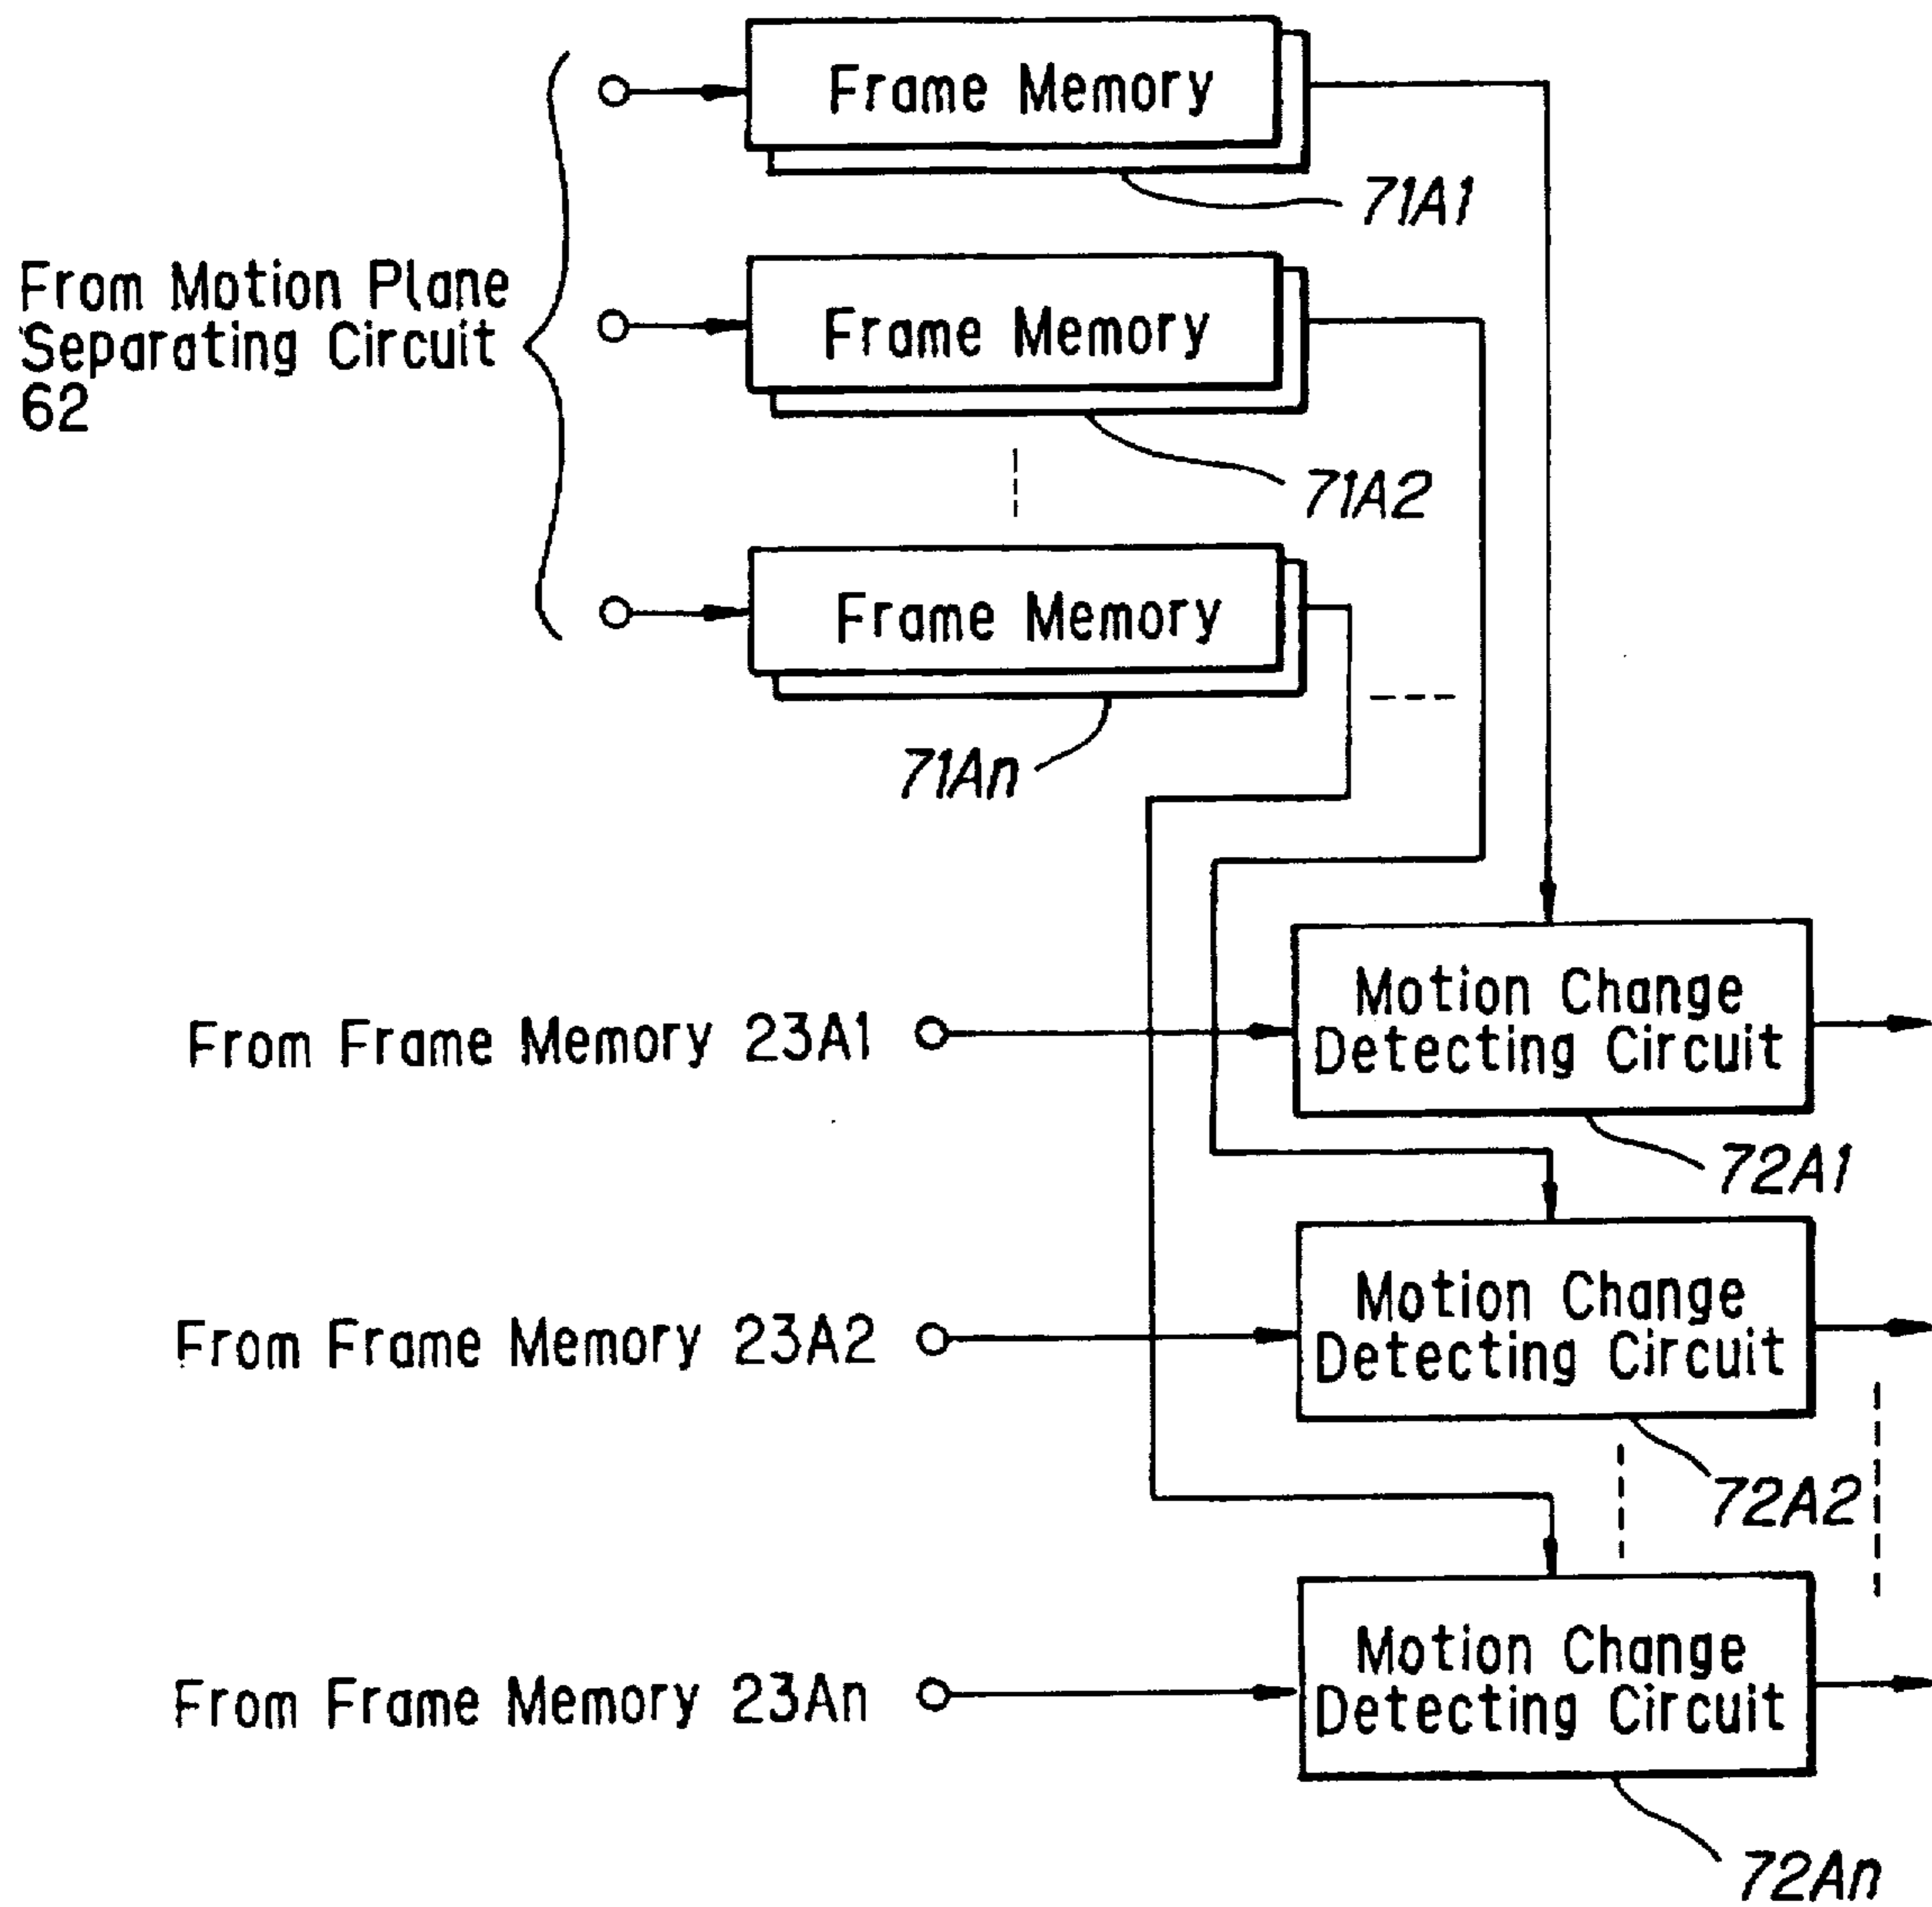 Frame Memory
71A1
From Motion Plane
Separating Circuit
62
Frame Memory
71A2
Frame Memory
71An
From Frame Memory 23A1
Motion Change
Detecting Circuit
72A1
From Frame Memory 23A2
Motion Change
Detecting Circuit
72A2
From Frame Memory 23An
Motion Change
Detecting Circuit
72An